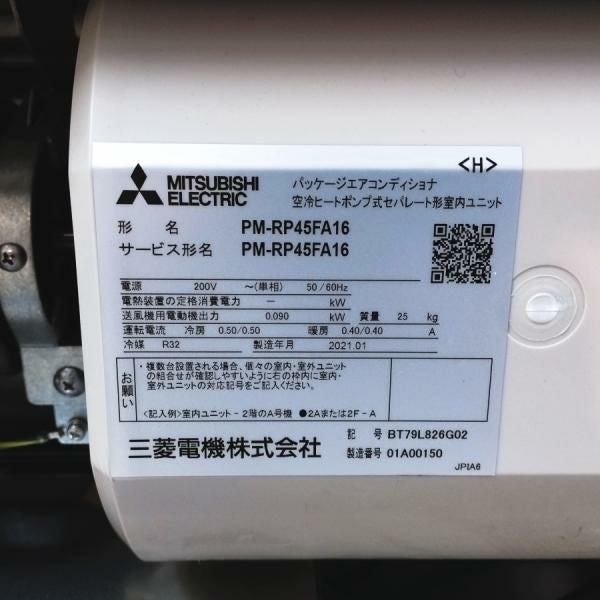 <H>
MITSUBISHI
ELECTRIC
パッケージエアコンディショナ
空冷ヒートポンプ式セパレート形室内ユニット
形 名 PM-RP45FA16
サービス形名 PM-RP45FA16
電源 200V ～(単相) 50/60Hz
電熱装置の定格消費電力 － kW
送風機用電動機出力 0.090 kW 質量 25 kg
運転電流 冷房 0.50/0.50 暖房 0.40/0.40 A
冷媒 R32 製造年月 2021.01
お願い
・複数台設置される場合、個々の室内・室外ユニット
の組合せが確認しやすいように右の枠内に室内・
室外ユニットの対応記号をご記入ください。
<記入例>室内ユニット－2階のA号機 ●2Aまたは2F－A
三菱電機株式会社
記 号 BT79L826G02
製造番号 01A00150
JPIA6